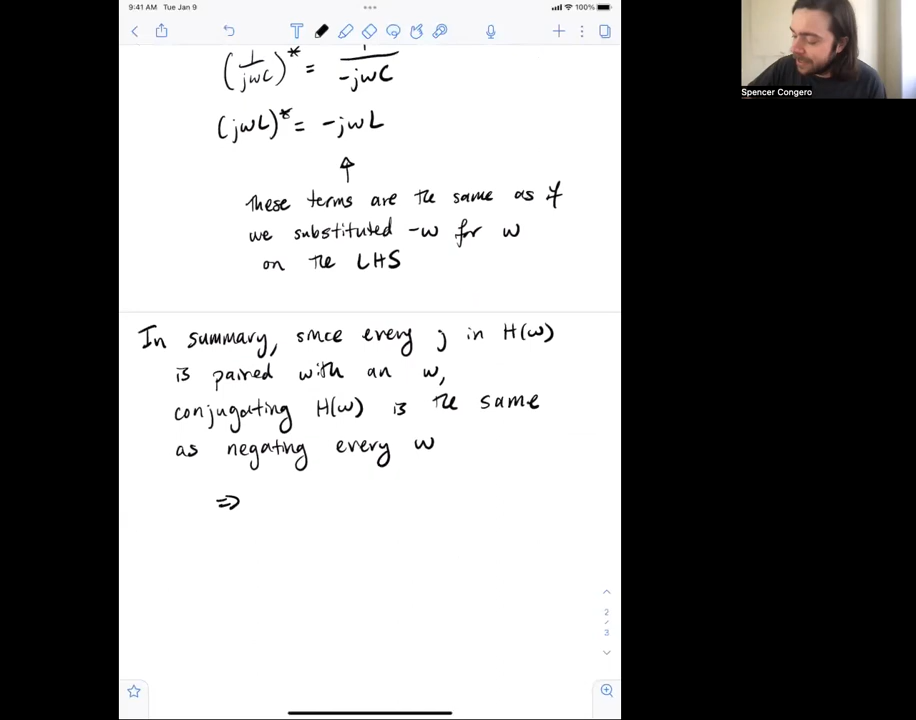 9:41 AM Tue Jan 9
100%
Spencer Congero
(1/jωC)* = 1/-jωC
(jωL)* = -jωL
↑
These terms are the same as if
we substituted -ω for ω
on the LHS
In summary, since every j in H(ω)
is paired with an ω,
conjugating H(ω) is the same
as negating every ω
⇒
2
/
3